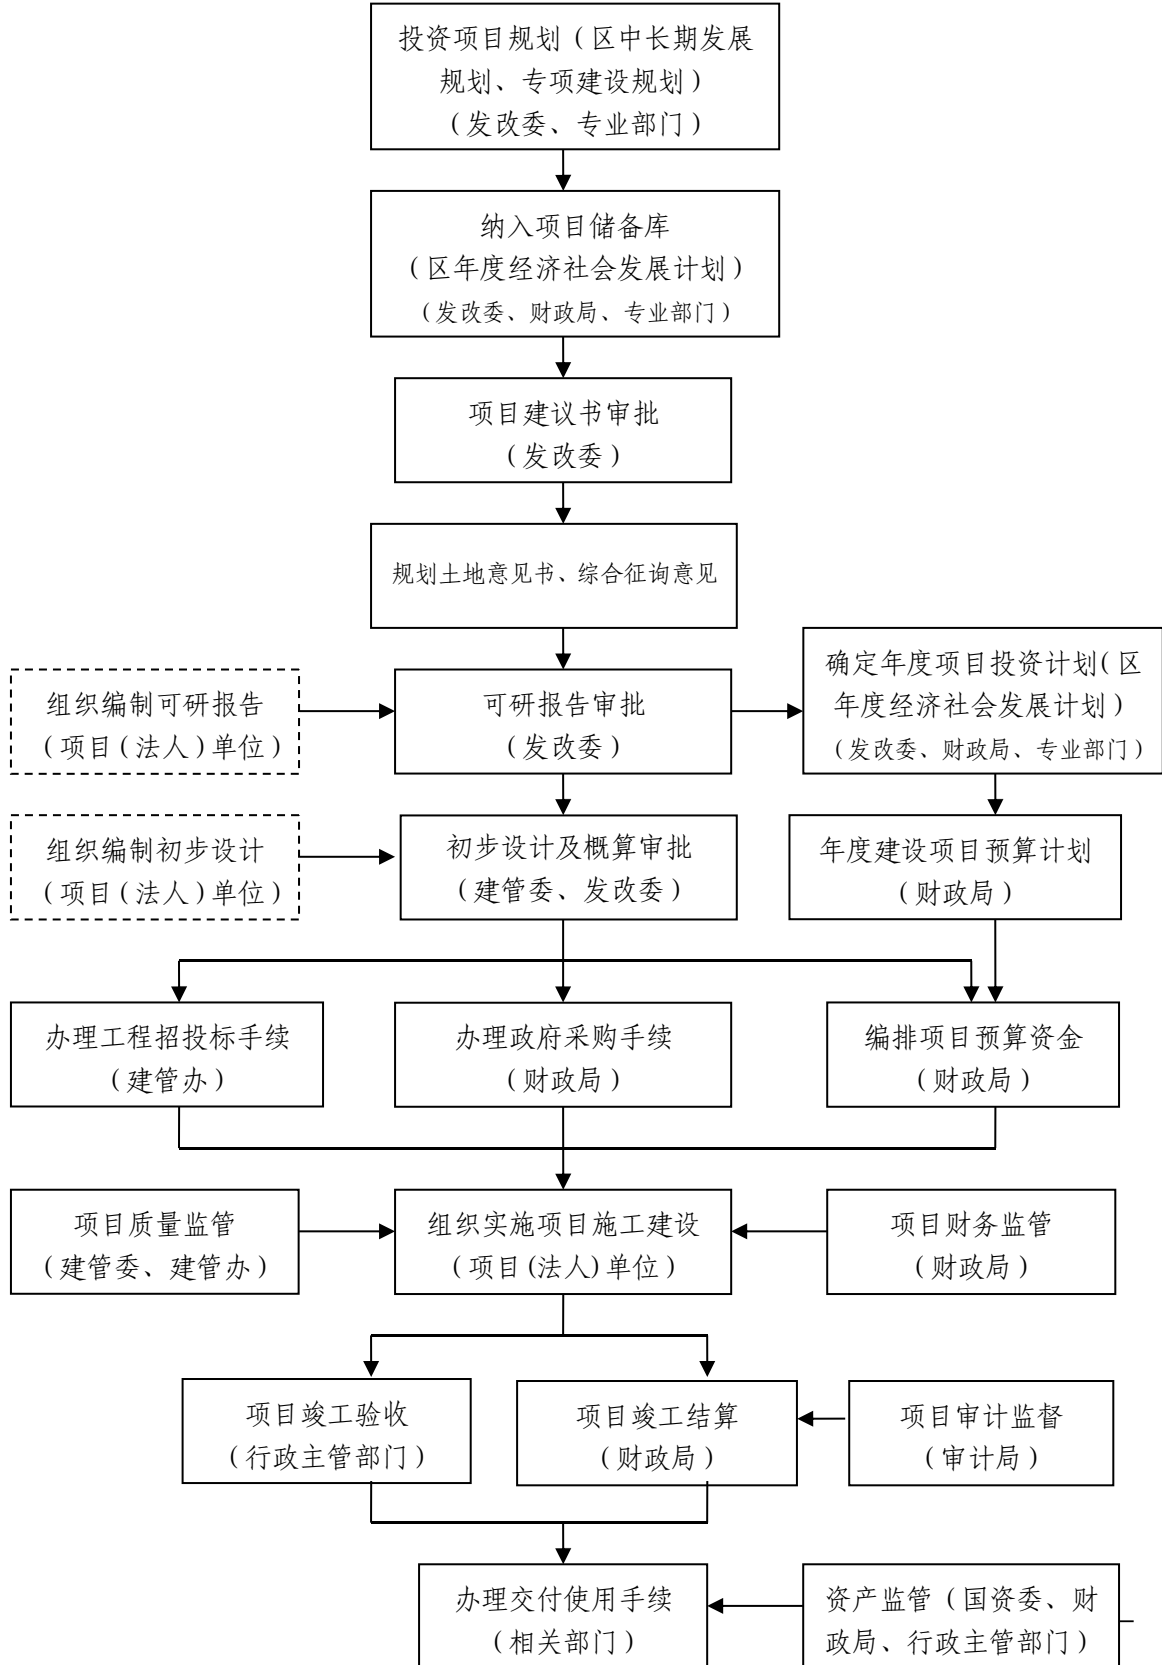 投资项目规划（区中长期发展
规划、专项建设规划）
（发改委、专业部门）
纳入项目储备库
（区年度经济社会发展计划）
（发改委、财政局、专业部门）
项目建议书审批
（发改委）
规划土地意见书、综合征询意见
组织编制可研报告
（项目（法人）单位）
可研报告审批
（发改委）
确定年度项目投资计划(区
年度经济社会发展计划）
（发改委、财政局、专业部门）
组织编制初步设计
（项目（法人）单位）
初步设计及概算审批
（建管委、发改委）
年度建设项目预算计划
（财政局）
办理工程招投标手续
（建管办）
办理政府采购手续
（财政局）
编排项目预算资金
（财政局）
项目质量监管
（建管委、建管办）
组织实施项目施工建设
（项目(法人)单位）
项目财务监管
（财政局）
项目竣工验收
（行政主管部门）
项目竣工结算
（财政局）
项目审计监督
（审计局）
办理交付使用手续
（相关部门）
资产监管（国资委、财
政局、行政主管部门）